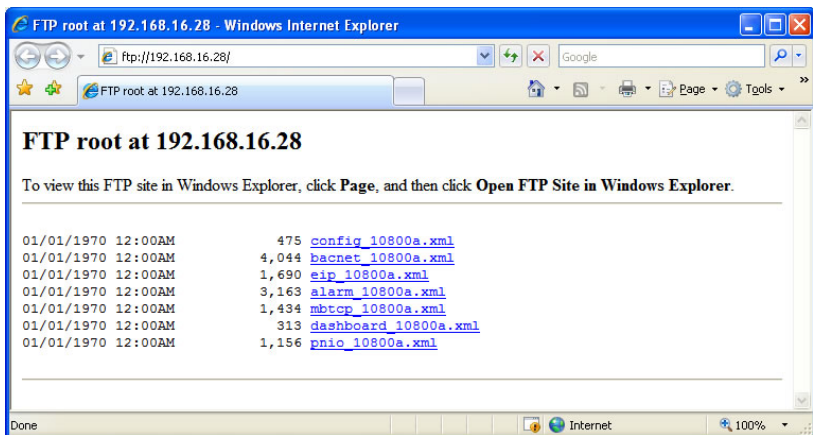 FTP root at 192.168.16.28 - Windows Internet Explorer
ftp://192.168.16.28/
Google
FTP root at 192.168.16.28
Page
Tools
»
FTP root at 192.168.16.28
To view this FTP site in Windows Explorer, click Page, and then click Open FTP Site in Windows Explorer.
01/01/1970 12:00AM 475 config_10800a.xml
01/01/1970 12:00AM 4,044 bacnet_10800a.xml
01/01/1970 12:00AM 1,690 eip_10800a.xml
01/01/1970 12:00AM 3,163 alarm_10800a.xml
01/01/1970 12:00AM 1,434 mbtcp_10800a.xml
01/01/1970 12:00AM 313 dashboard_10800a.xml
01/01/1970 12:00AM 1,156 pnio_10800a.xml
Done
Internet
100%